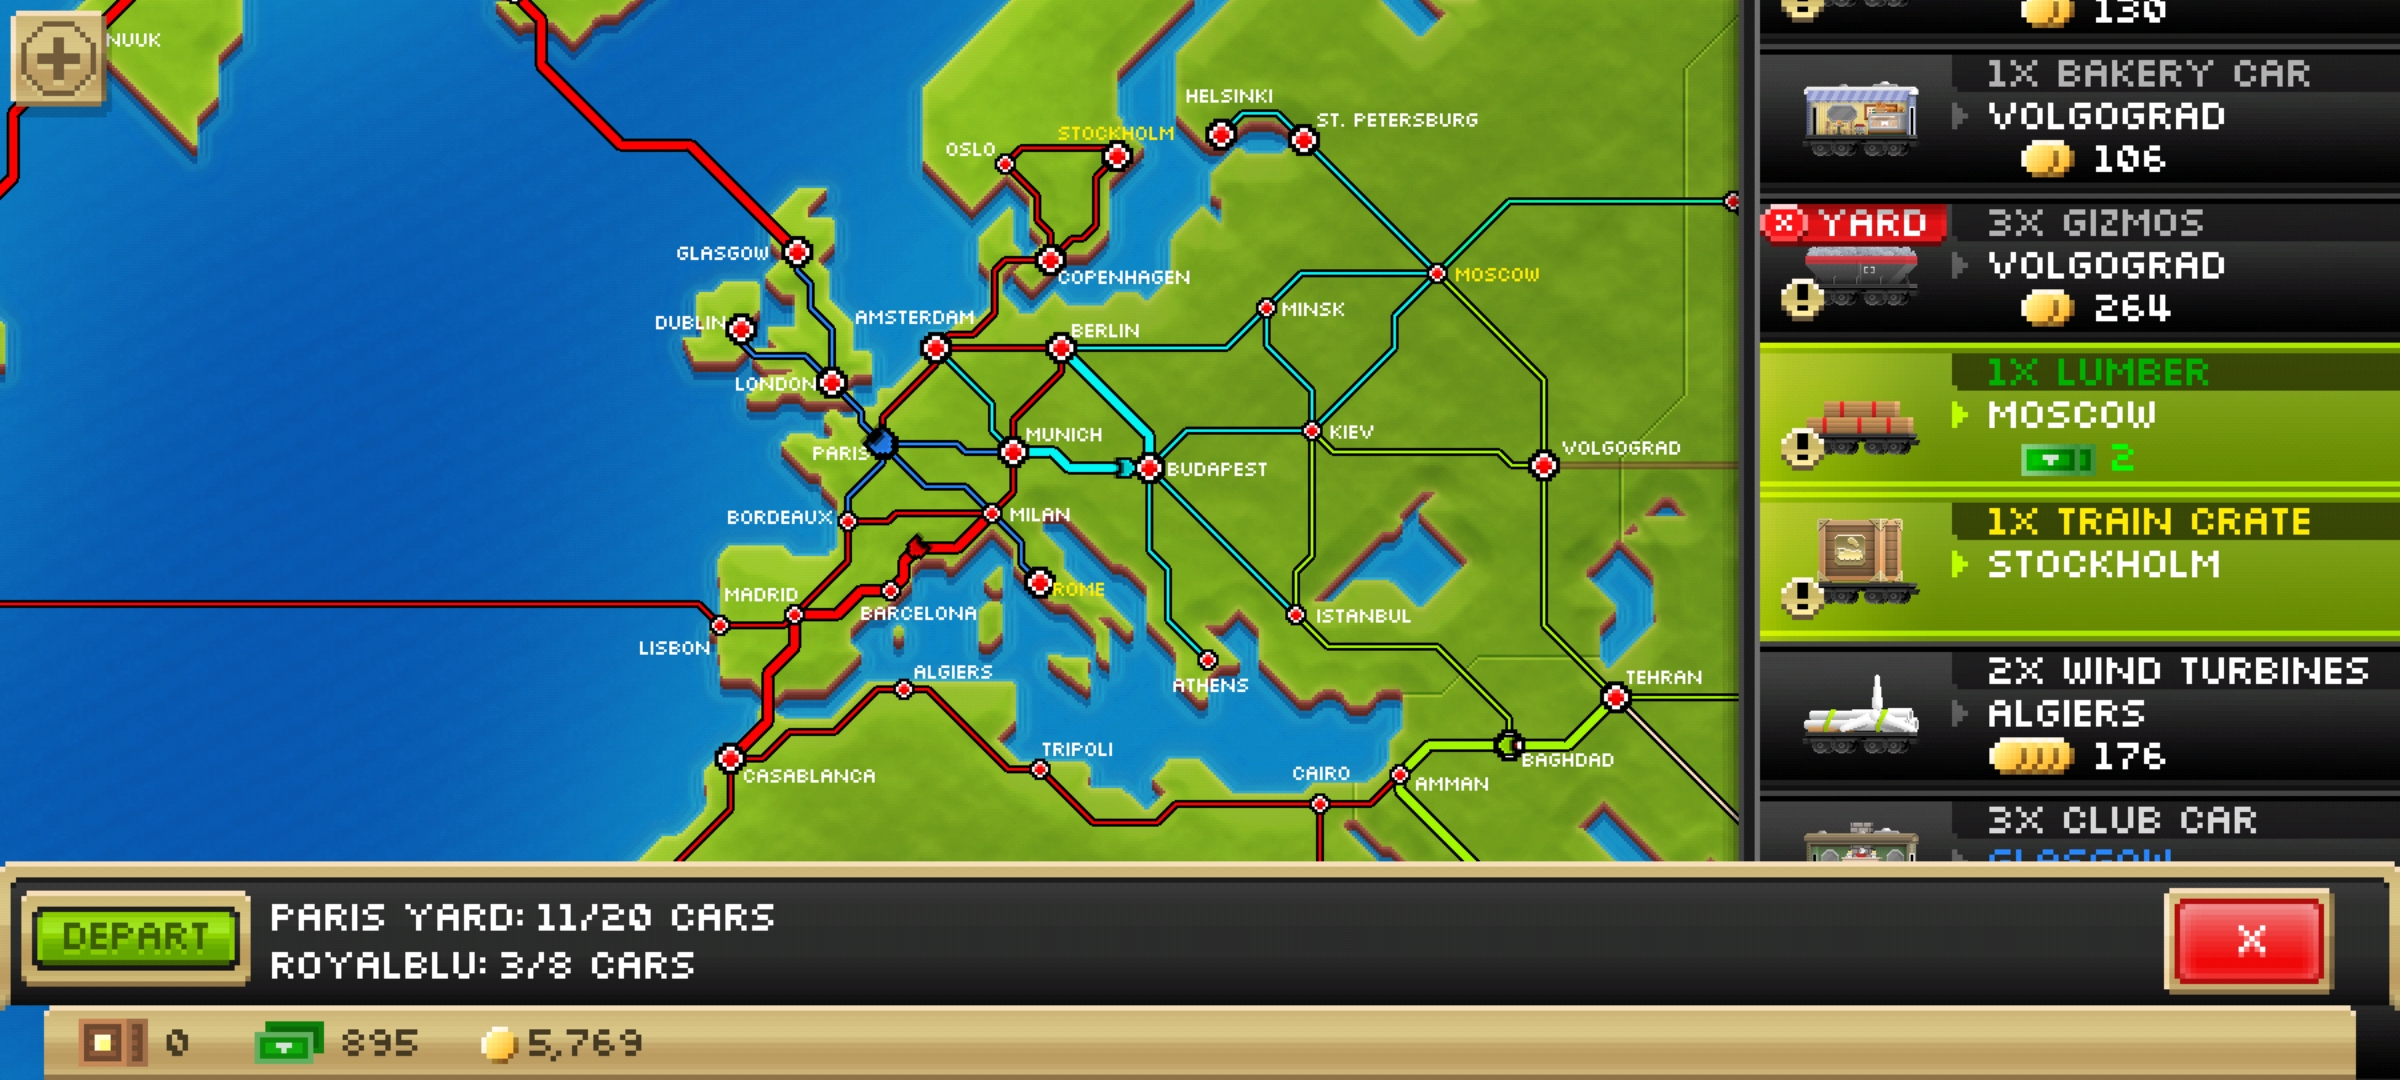 NUUK
HELSINKI
ST. PETERSBURG
STOCKHOLM
OSLO
GLASGOW
COPENHAGEN
MOSCOW
DUBLIN
AMSTERDAM
BERLIN
MINSK
LONDON
PARIS
MUNICH
BUDAPEST
KIEV
VOLGOGRAD
BORDEAUX
MILAN
MADRID
BARCELONA
ROME
ISTANBUL
LISBON
ALGIERS
ATHENS
TEHRAN
CASABLANCA
TRIPOLI
CAIRO
AMMAN
BAGHDAD
130
1X BAKERY CAR
VOLGOGRAD
106
X YARD
3X GIZMOS
VOLGOGRAD
264
1X LUMBER
MOSCOW
2
1X TRAIN CRATE
STOCKHOLM
2X WIND TURBINES
ALGIERS
176
3X CLUB CAR
GLASGOW
DEPART
PARIS YARD: 11/20 CARS
ROYALBLU: 3/8 CARS
X
0
895
5,769